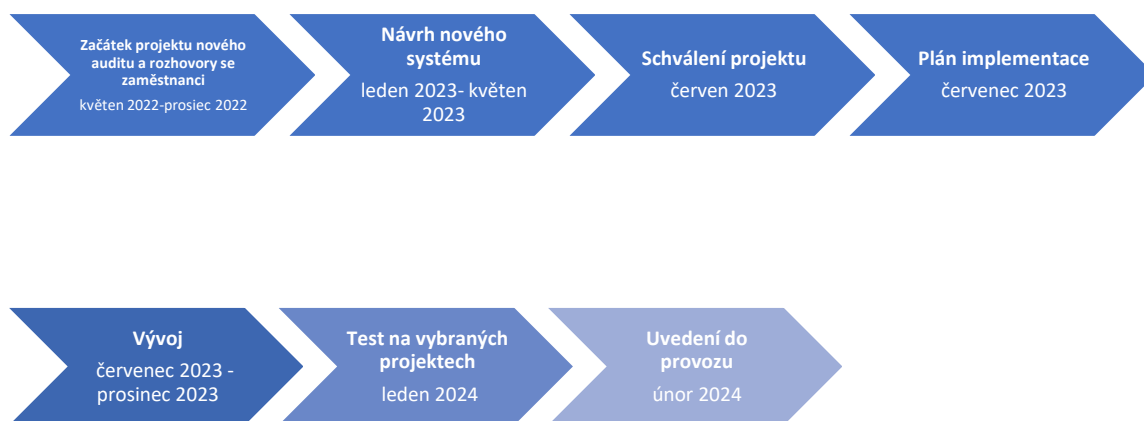 Začátek projektu nového
auditu a rozhovory se
zaměstnanci
květen 2022-prosiec 2022
Návrh nového
systému
leden 2023- květen
2023
Schválení projektu
červen 2023
Plán implementace
červenec 2023
Vývoj
červenec 2023 -
prosinec 2023
Test na vybraných
projektech
leden 2024
Uvedení do
provozu
únor 2024